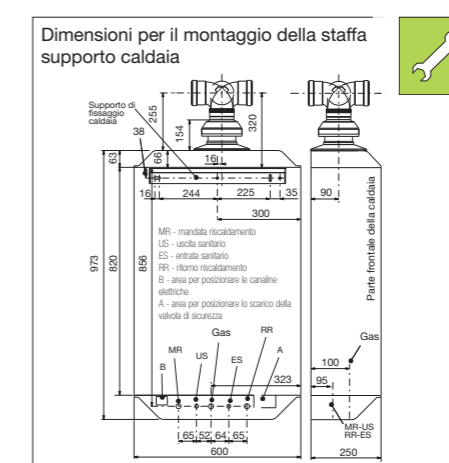 Dimensioni per il montaggio della staffa
supporto caldaia
Supporto di
fissaggio
caldaia
38
255
154
320
63
66
16
16
244
225
35
90
300
973
820
856
MR - mandata riscaldamento
US - uscita sanitario
ES - entrata sanitario
RR - ritorno riscaldamento
B - area per posizionare le canaline
elettriche
A - area per posizionare lo scarico della
valvola di sicurezza
Parte frontale della caldaia
Gas
RR
MR
US
ES
A
B
323
65
52
64
65
600
Gas
100
95
MR-US
RR-ES
250